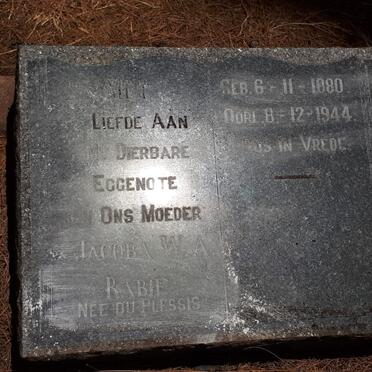 Liefde Aan
Dierbare
Eggenote
Ons Moeder
Jacoba W. A.
Rabie
Nee Du Plessis
Geb. 6 - 11 - 1880
Oorl. 8 - 12 - 1944
Rus in Vrede